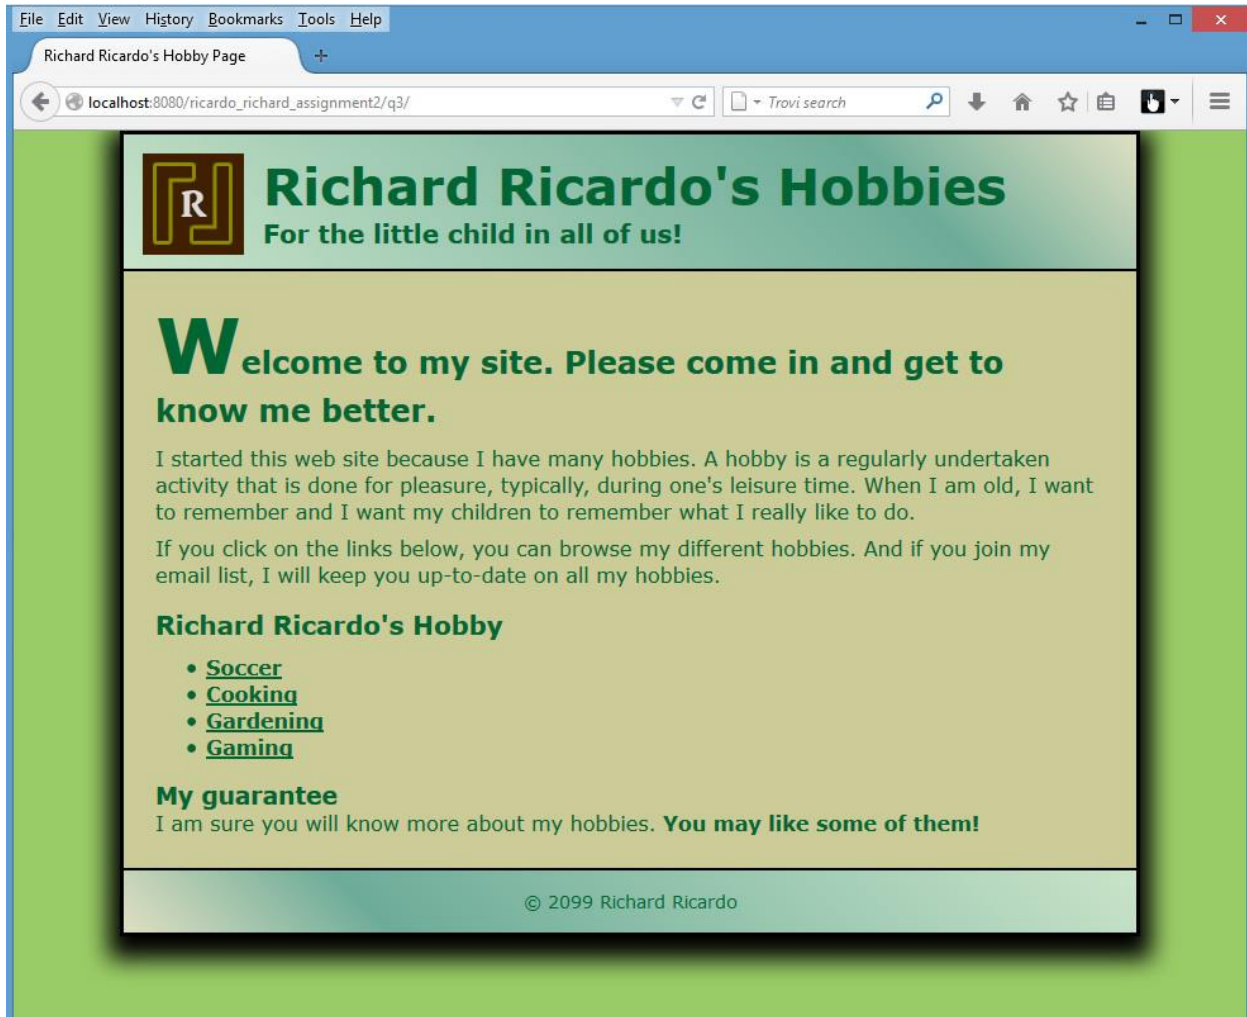 File Edit View History Bookmarks Tools Help
Richard Ricardo's Hobby Page
localhost:8080/ricardo_richard_assignment2/q3/ Trovi search
R
Richard Ricardo's Hobbies
For the little child in all of us!
Welcome to my site. Please come in and get to
know me better.
I started this web site because I have many hobbies. A hobby is a regularly undertaken
activity that is done for pleasure, typically, during one's leisure time. When I am old, I want
to remember and I want my children to remember what I really like to do.
If you click on the links below, you can browse my different hobbies. And if you join my
email list, I will keep you up-to-date on all my hobbies.
Richard Ricardo's Hobby
• Soccer
• Cooking
• Gardening
• Gaming
My guarantee
I am sure you will know more about my hobbies. You may like some of them!
© 2099 Richard Ricardo